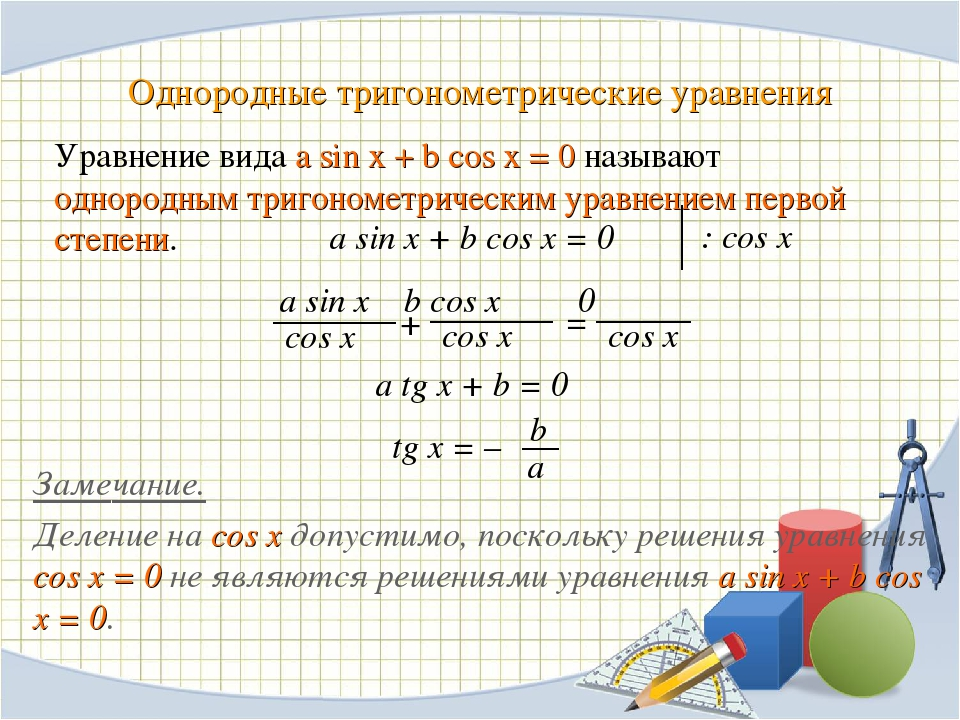 Однородные тригонометрические уравнения
Уравнение вида a sin x + b cos x = 0 называют
однородным тригонометрическим уравнением первой
степени.
a sin x + b cos x = 0 : cos x
a sin x b cos x 0
+ =
cos x cos x cos x
a tg x + b = 0
b
tg x = –
a
Замечание.
Деление на cos x допустимо, поскольку решения уравнения
cos x = 0 не являются решениями уравнения a sin x + b cos
x = 0.